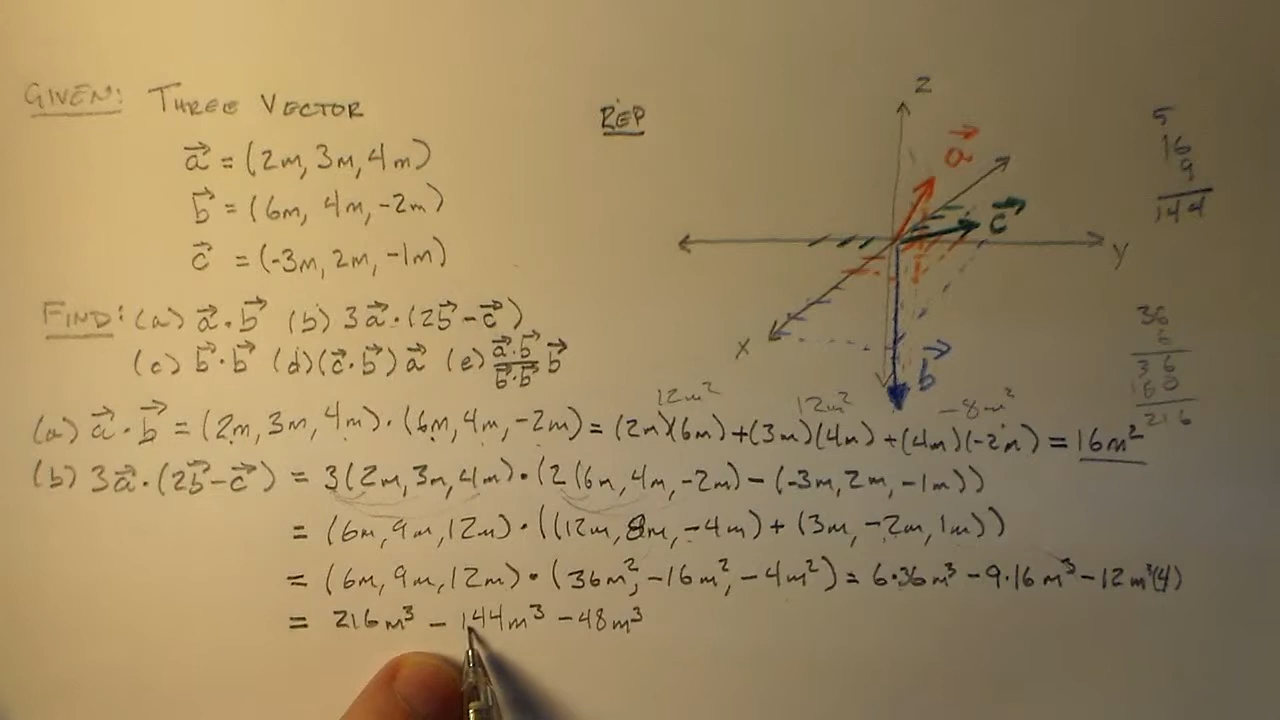 GIVEN: THREE VECTOR
a⃗ = (2m, 3m, 4m)
b⃗ = (6m, 4m, -2m)
c⃗ = (-3m, 2m, -1m)
FIND: (a) a⃗·b⃗ (b) 3a⃗·(2b⃗-c⃗)
(c) b⃗·b⃗ (d) (c⃗·b⃗)a⃗ (e) a⃗·b⃗/b⃗·b⃗ b⃗
REP
z
a⃗
c⃗
y
x
b⃗
5
16
9
144
36
6
36
180
216
12m² 12m² -8m²
(a) a⃗·b⃗ = (2m, 3m, 4m)·(6m, 4m, -2m) = (2m)(6m)+(3m)(4m)+(4m)(-2m) = 16m²
(b) 3a⃗·(2b⃗-c⃗) = 3(2m, 3m, 4m)·(2(6m, 4m, -2m)-(-3m, 2m, -1m))
= (6m, 9m, 12m)·((12m, 8m, -4m)+(3m, -2m, 1m))
= (6m, 9m, 12m)·(36m², -16m², -4m²) = 6·36m³-9·16m³-12m³(4)
= 216m³ - 144m³ - 48m³